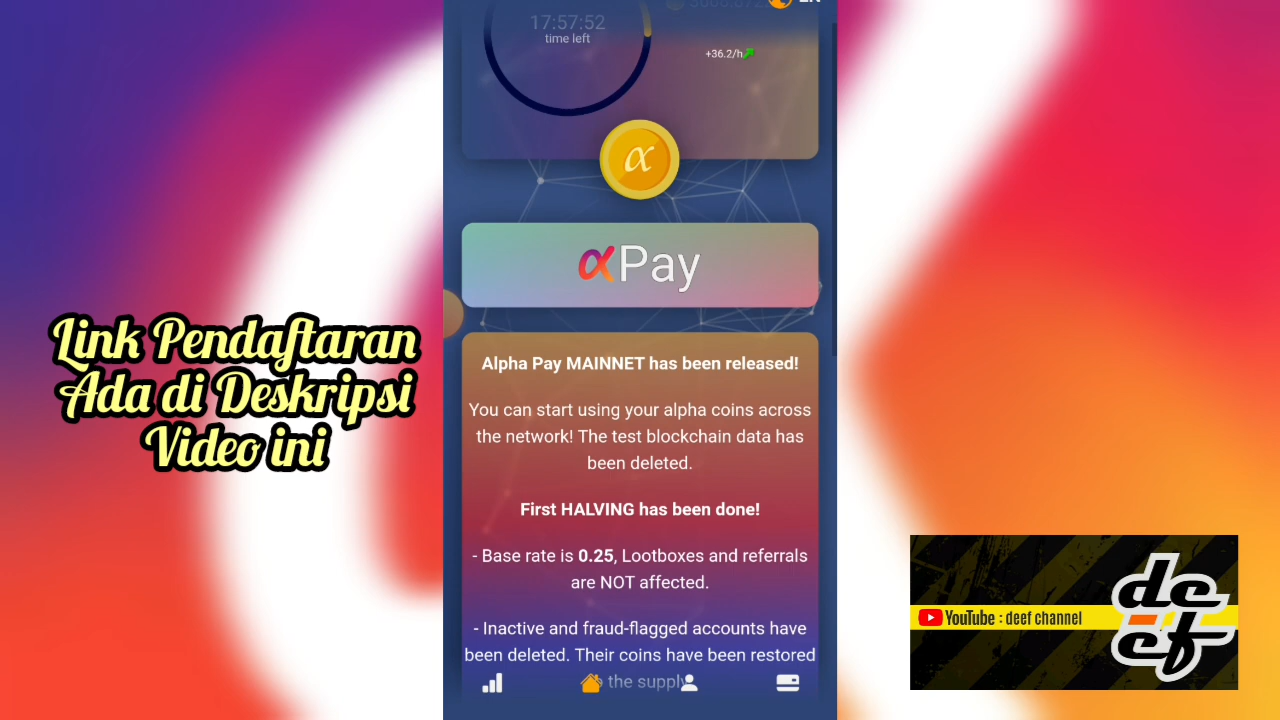 17:57:52
time left
+36.2/h
α
αPay
Link Pendaftaran
Ada di Deskripsi
Video ini
Alpha Pay MAINNET has been released!
You can start using your alpha coins across
the network! The test blockchain data has
been deleted.
First HALVING has been done!
- Base rate is 0.25, Lootboxes and referrals
are NOT affected.
- Inactive and fraud-flagged accounts have
been deleted. Their coins have been restored
the supply
YouTube : deef channel
deef